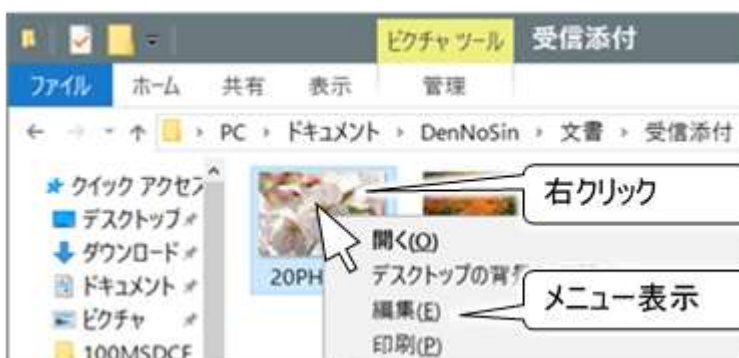 ピクチャ ツール 受信添付
ファイル ホーム 共有 表示 管理
PC › ドキュメント › DenNoSin › 文書 › 受信添付
クイック アクセス
デスクトップ
ダウンロード
ドキュメント
ピクチャ
100MSDCF
20PH
右クリック
開く(O)
デスクトップの背
編集(E)
メニュー表示
印刷(P)